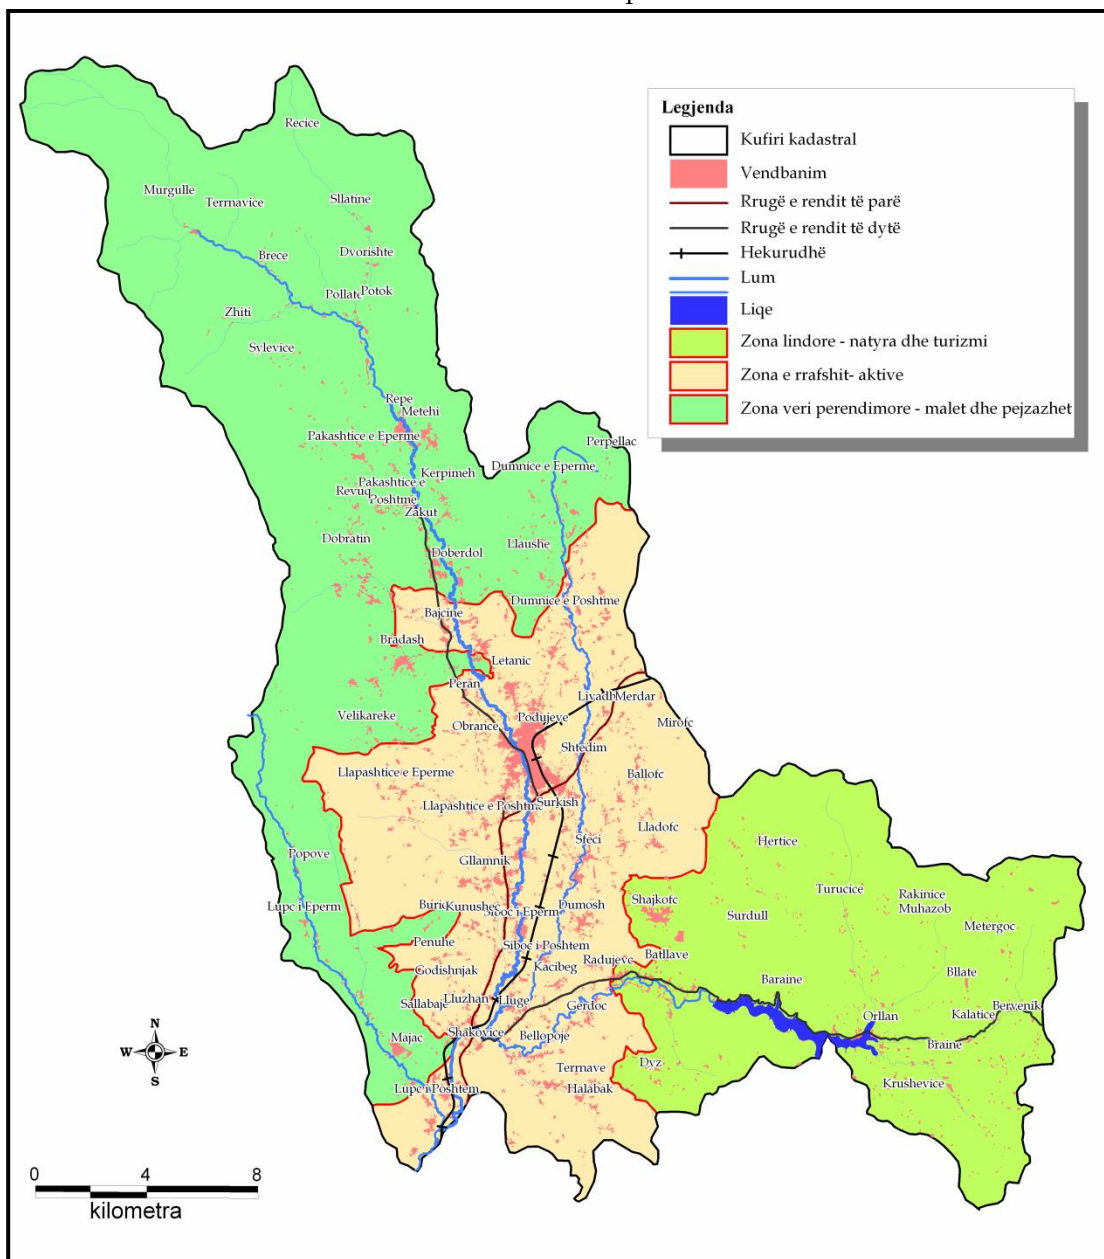 Legjenda
Kufiri kadastral
Vendbanim
Rrugë e rendit të parë
Rrugë e rendit të dytë
Hekurudhë
Lum
Liqe
Zona lindore - natyra dhe turizmi
Zona e rrafshit- aktive
Zona veri perendimore - malet dhe pejzazhet
Recice
Murgulle
Sllatine
Terrnavice
Dvorishte
Brece
Potok
Pollate
Zhiti
Sylevice
Repe
Metehi
Pakashtice e Eperme
Perpellac
Dumnice e Eperme
Kerpimeh
Pakashtice e
Poshtme
Revuq
Zakut
Dobratin
Llaushe
Doberdol
Dumnice e Poshtme
Bajcine
Bradash
Letanic
Peran
Livadh
Merdar
Velikareke
Obrance
Podujeve
Mirofc
Shtedim
Llapashtice e Eperme
Ballofc
Llapashtice e Poshtme
Surkish
Lladofc
Sfeci
Hertice
Popove
Gllamnik
Turucice
Rakinice
Muhazob
Lupc i Eperm
Kunushec
Siboc i Eperm
Dumosh
Shajkofc
Surdull
Metergoc
Penuhe
Siboc i Poshtem
Batllave
Radujevc
Godishnjak
Kacibeg
Baraine
Bllate
Sallabaje
Lluzhan
Lluge
Gerdoc
Orllan
Kalatice
Bervenik
Majac
Shakovice
Bellopoje
Braine
Terrnave
Dyz
Krushevice
Lupc i Poshtem
Halabak
N
W
E
S
0
4
8
kilometra